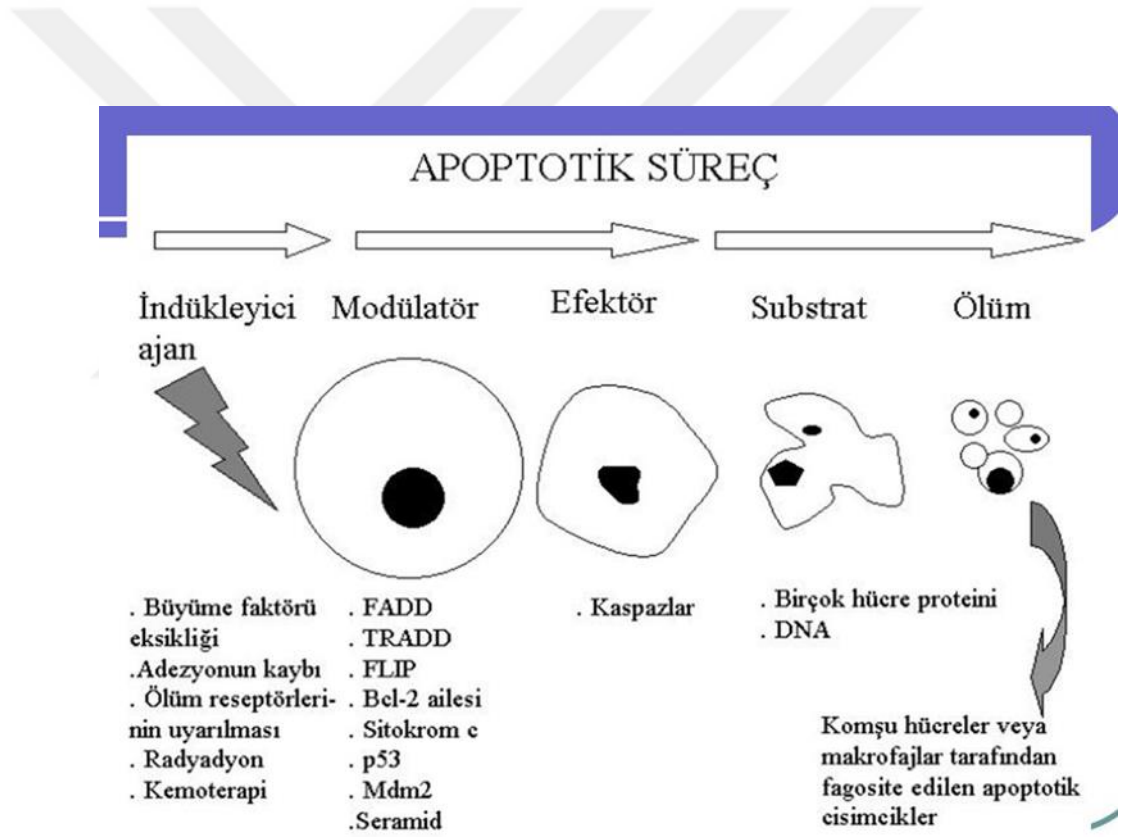 APOPTOTİK SÜREÇ
İndükleyici
ajan
Modülatör
Efektör
Substrat
Ölüm
. Büyüme faktörü
eksikliği
.Adezyonun kaybı
. Ölüm reseptörleri-
nin uyarılması
. Radyadyon
. Kemoterapi
. FADD
. TRADD
. FLIP
. Bcl-2 ailesi
. Sitokrom c
. p53
. Mdm2
.Seramid
. Kaspazlar
. Birçok hücre proteini
. DNA
Komşu hücreler veya
makrofajlar tarafından
fagosite edilen apoptotik
cisimcikler